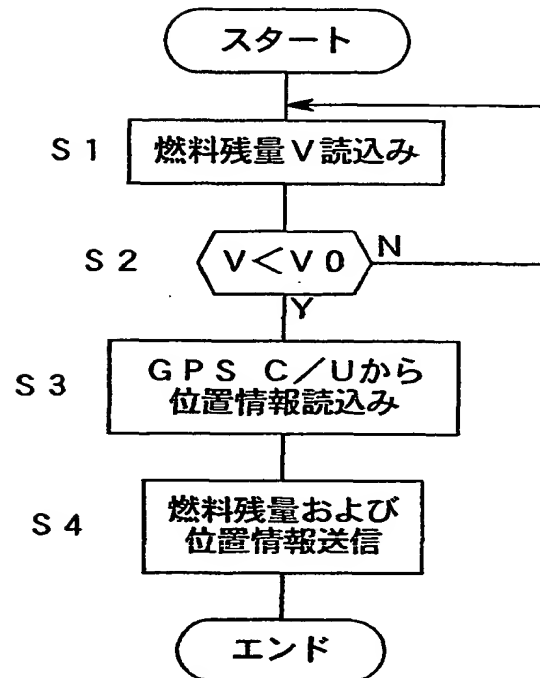 スタート
S1 燃料残量V読込み
S2 V<V0 N
Y
S3 GPS C/Uから
位置情報読込み
S4 燃料残量および
位置情報送信
エンド